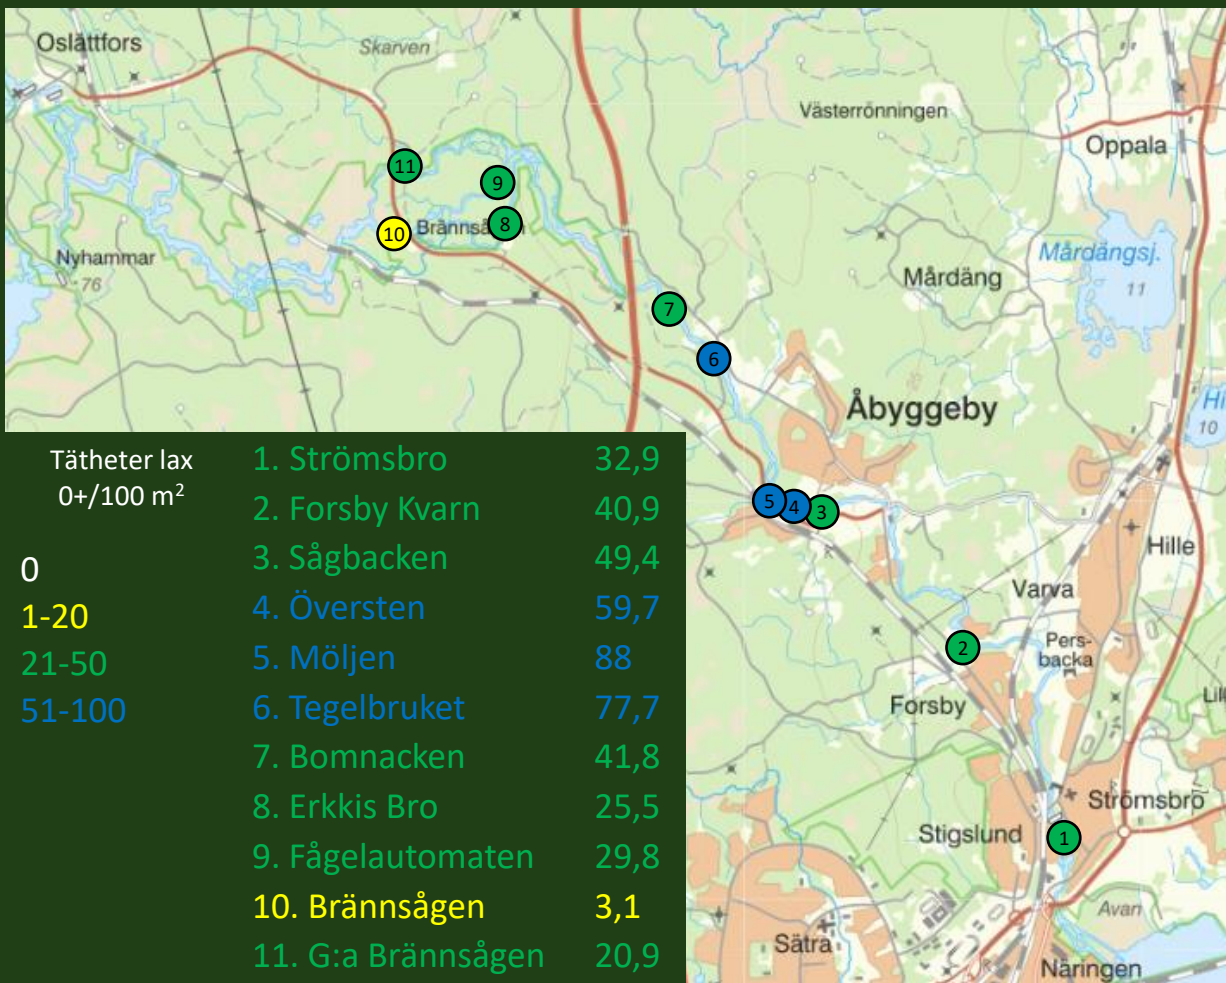 Oslättfors
Skarven
Västerrönningen
Oppala
11
9
8
10
Brännså
Nyhammar
76
Mårdängsj.
11
Mårdäng
7
6
Åbyggeby
Hi
10
5
4
3
Hille
Varva
2
Pers-
backa
Forsby
Lil
Strömsbro
Stigslund
1
Avan
Sätra
Näringen
Tätheter lax
0+/100 m²
0
1-20
21-50
51-100
1. Strömsbro 32,9
2. Forsby Kvarn 40,9
3. Sågbacken 49,4
4. Översten 59,7
5. Möljen 88
6. Tegelbruket 77,7
7. Bomnacken 41,8
8. Erkkis Bro 25,5
9. Fågelautomaten 29,8
10. Brännsågen 3,1
11. G:a Brännsågen 20,9